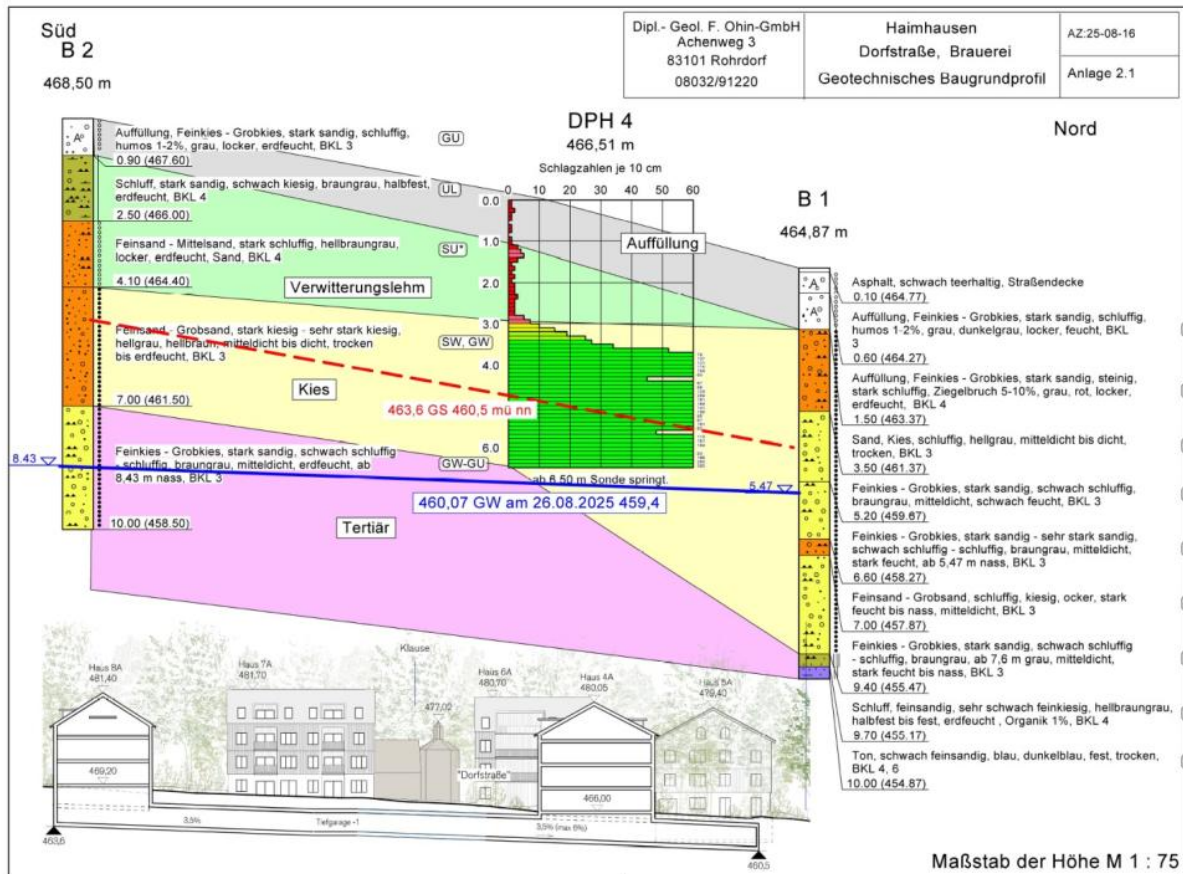 Süd
B 2
468,50 m
Dipl.- Geol. F. Ohin-GmbH
Achenweg 3
83101 Rohrdorf
08032/91220
Haimhausen
Dorfstraße, Brauerei
Geotechnisches Baugrundprofil
AZ:25-08-16
Anlage 2.1
DPH 4
466,51 m
Schlagzahlen je 10 cm
0 10 20 30 40 50 60
0.0
1.0
2.0
3.0
4.0
6.0
Nord
B 1
464,87 m
A
Auffüllung, Feinkies - Grobkies, stark sandig, schluffig,
humos 1-2%, grau, locker, erdfeucht, BKL 3
0.90 (467.60)
GU
Schluff, stark sandig, schwach kiesig, braungrau, halbfest,
erdfeucht, BKL 4
2.50 (466.00)
UL
Feinsand - Mittelsand, stark schluffig, hellbraungrau,
locker, erdfeucht, Sand, BKL 4
4.10 (464.40)
SU*
Verwitterungslehm
Auffüllung
Feinsand - Grobsand, stark kiesig - sehr stark kiesig,
hellgrau, hellbraun, mitteldicht bis dicht, trocken
bis erdfeucht, BKL 3
SW, GW
Kies
7.00 (461.50)
463,6 GS 460,5 mü nn
8.43
Feinkies - Grobkies, stark sandig, schwach schluffig
- schluffig, braungrau, mitteldicht, erdfeucht, ab
8,43 m nass, BKL 3
GW-GU
ab 6.50 m Sonde springt.
5.47
460,07 GW am 26.08.2025 459,4
10.00 (458.50)
Tertiär
A
A
Asphalt, schwach teerhaltig, Straßendecke
0.10 (464.77)
Auffüllung, Feinkies - Grobkies, stark sandig, schluffig,
humos 1-2%, grau, dunkelgrau, locker, feucht, BKL
3
0.60 (464.27)
Auffüllung, Feinkies - Grobkies, stark sandig, steinig,
stark schluffig, Ziegelbruch 5-10%, grau, rot, locker,
erdfeucht, BKL 4
1.50 (463.37)
Sand, Kies, schluffig, hellgrau, mitteldicht bis dicht,
trocken, BKL 3
3.50 (461.37)
Feinkies - Grobkies, stark sandig, schwach schluffig,
braungrau, mitteldicht, schwach feucht, BKL 3
5.20 (459.67)
Feinkies - Grobkies, stark sandig - sehr stark sandig,
schwach schluffig - schluffig, braungrau, mitteldicht,
stark feucht, ab 5,47 m nass, BKL 3
6.60 (458.27)
Feinsand - Grobsand, schluffig, kiesig, ocker, stark
feucht bis nass, mitteldicht, BKL 3
7.00 (457.87)
Feinkies - Grobkies, stark sandig, schwach schluffig
- schluffig, braungrau, ab 7,6 m grau, mitteldicht,
stark feucht bis nass, BKL 3
9.40 (455.47)
Schluff, feinsandig, sehr schwach feinkiesig, hellbraungrau,
halbfest bis fest, erdfeucht , Organik 1%, BKL 4
9.70 (455.17)
Ton, schwach feinsandig, blau, dunkelblau, fest, trocken,
BKL 4, 6
10.00 (454.87)
Haus 8A
481,40
Haus 7A
481,70
Klause
477,02
Haus 6A
480,70
Haus 4A
480,05
Haus 5A
479,40
469,20
"Dorfstraße"
466,00
3,5%
Tiefgarage -1
3,5% (max 6%)
463,6
460,5
Maßstab der Höhe M 1 : 75